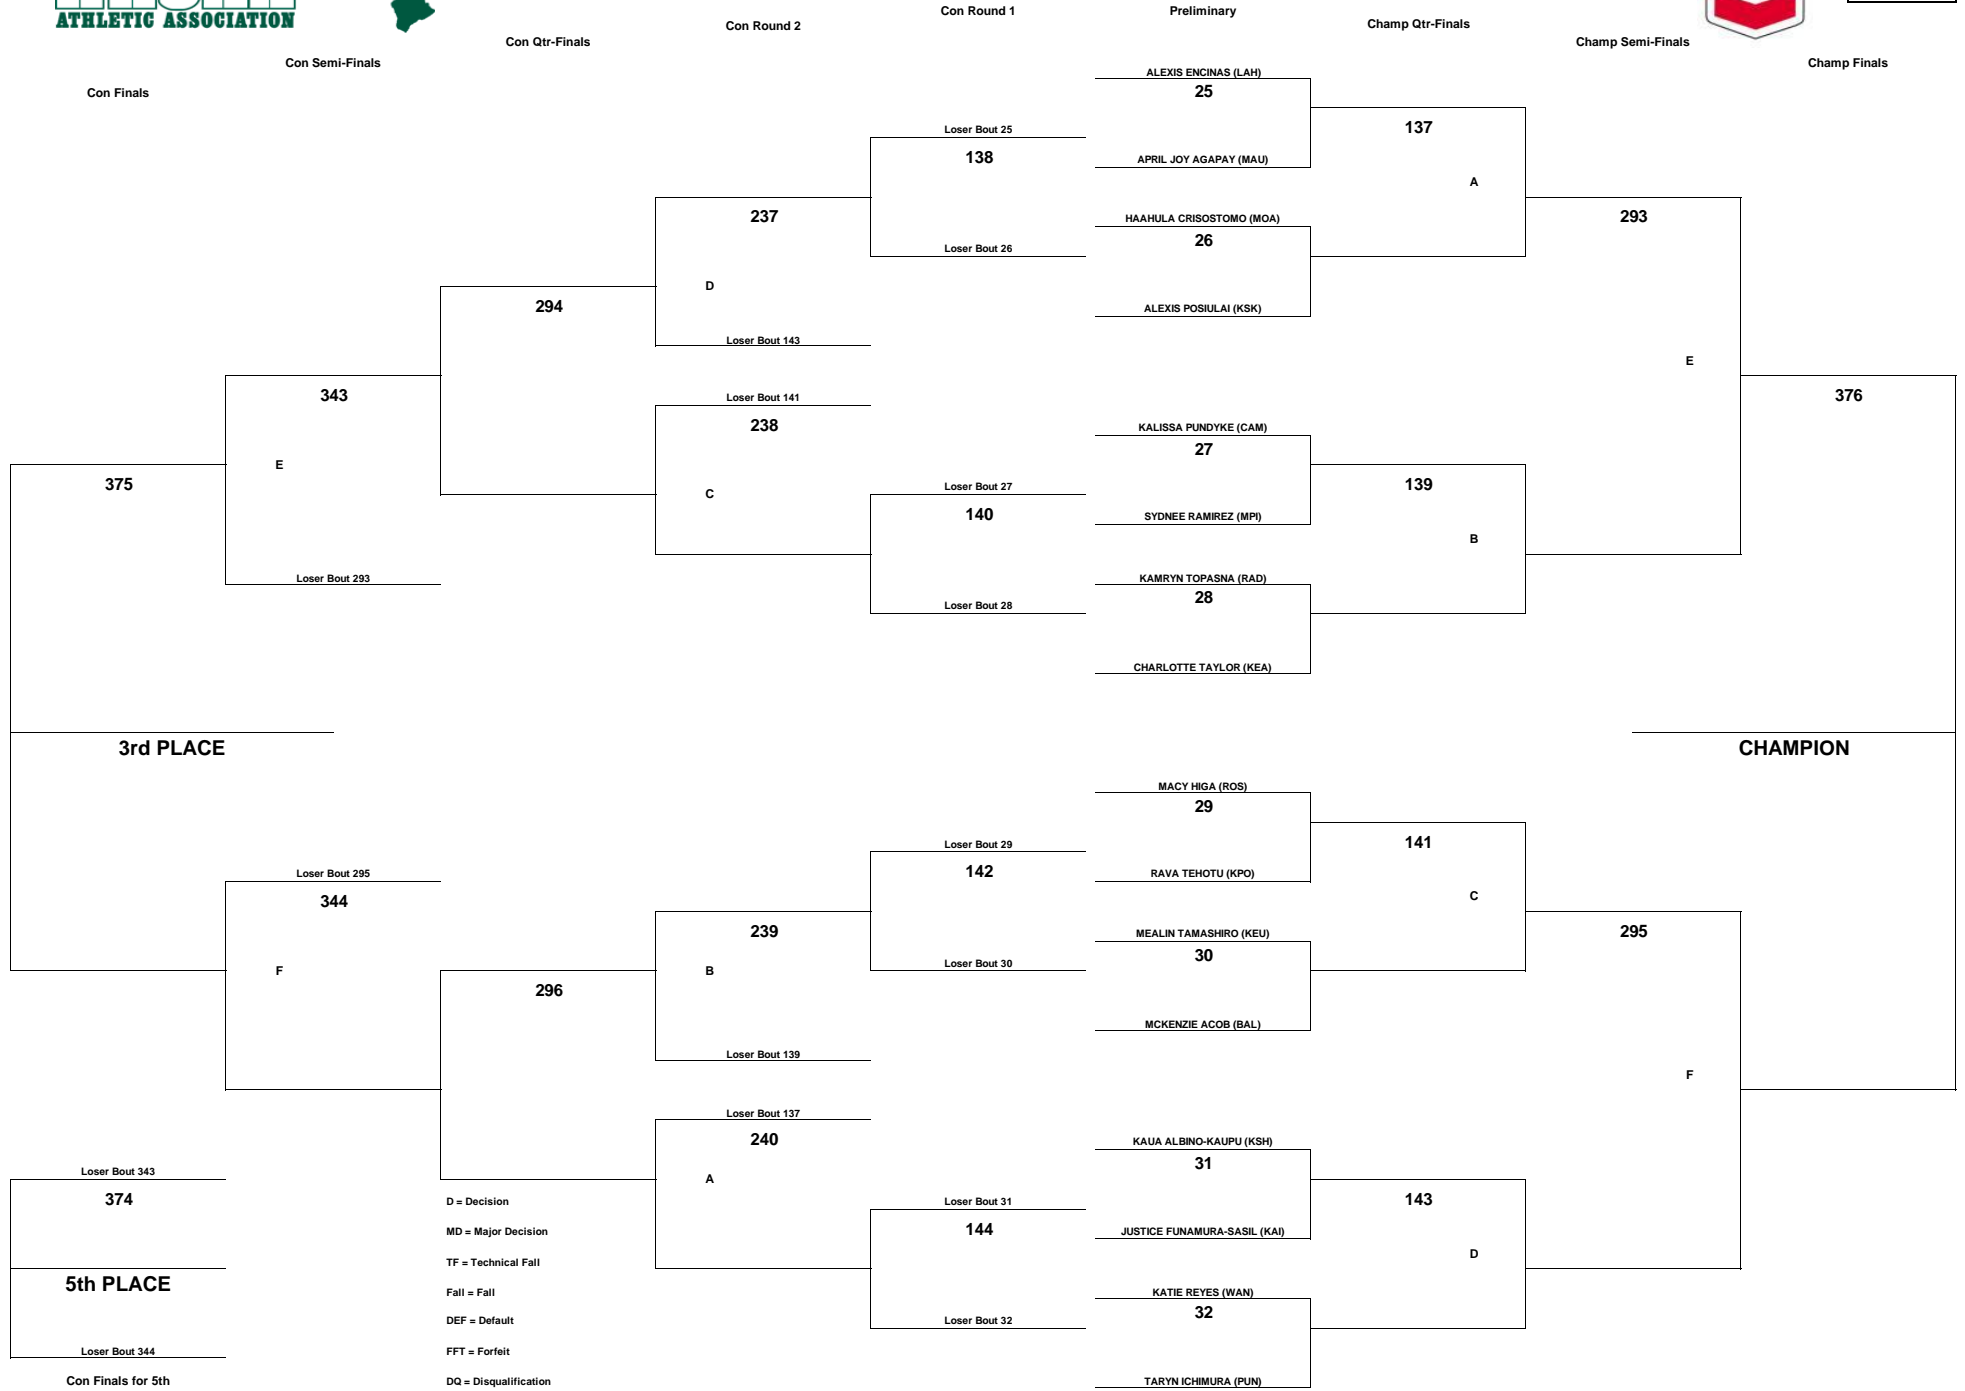 ATHLETIC ASSOCIATION
Con Round 1
Preliminary
Con Round 2
Champ Qtr-Finals
Con Qtr-Finals
Champ Semi-Finals
Con Semi-Finals
Champ Finals
Con Finals
ALEXIS ENCINAS (LAH)
25
Loser Bout 25
137
138
APRIL JOY AGAPAY (MAU)
A
237
HAAHULA CRISOSTOMO (MOA)
293
26
Loser Bout 26
D
294
ALEXIS POSIULAI (KSK)
Loser Bout 143
E
343
Loser Bout 141
376
238
KALISSA PUNDYKE (CAM)
27
E
375
Loser Bout 27
139
C
140
SYDNEE RAMIREZ (MPI)
B
Loser Bout 293
KAMRYN TOPASNA (RAD)
28
Loser Bout 28
CHARLOTTE TAYLOR (KEA)
3rd PLACE
CHAMPION
MACY HIGA (ROS)
29
Loser Bout 29
141
Loser Bout 295
142
RAVA TEHOTU (KPO)
344
C
239
MEALIN TAMASHIRO (KEU)
295
30
Loser Bout 30
F
B
296
MCKENZIE ACOB (BAL)
Loser Bout 139
F
Loser Bout 137
240
KAUA ALBINO-KAUPU (KSH)
31
Loser Bout 343
A
374
D = Decision
Loser Bout 31
143
144
JUSTICE FUNAMURA-SASIL (KAI)
MD = Major Decision
D
TF = Technical Fall
5th PLACE
Fall = Fall
KATIE REYES (WAN)
32
DEF = Default
Loser Bout 32
Loser Bout 344
FFT = Forfeit
Con Finals for 5th
DQ = Disqualification
TARYN ICHIMURA (PUN)